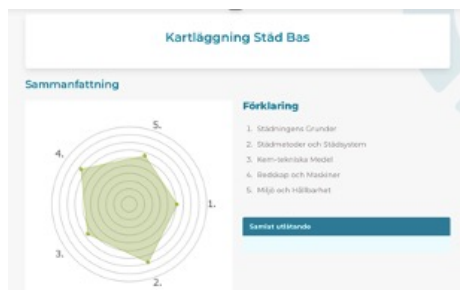 Kartläggning Städ Bas
Sammanfattning
5.
4.
1.
3.
2.
Förklaring
1. Städningens Grunder
2. Städmetoder och Städsystem
3. Kem-tekniska Medel
4. Redskap och Maskiner
5. Miljö och Hållbarhet
Samlat utlåtande